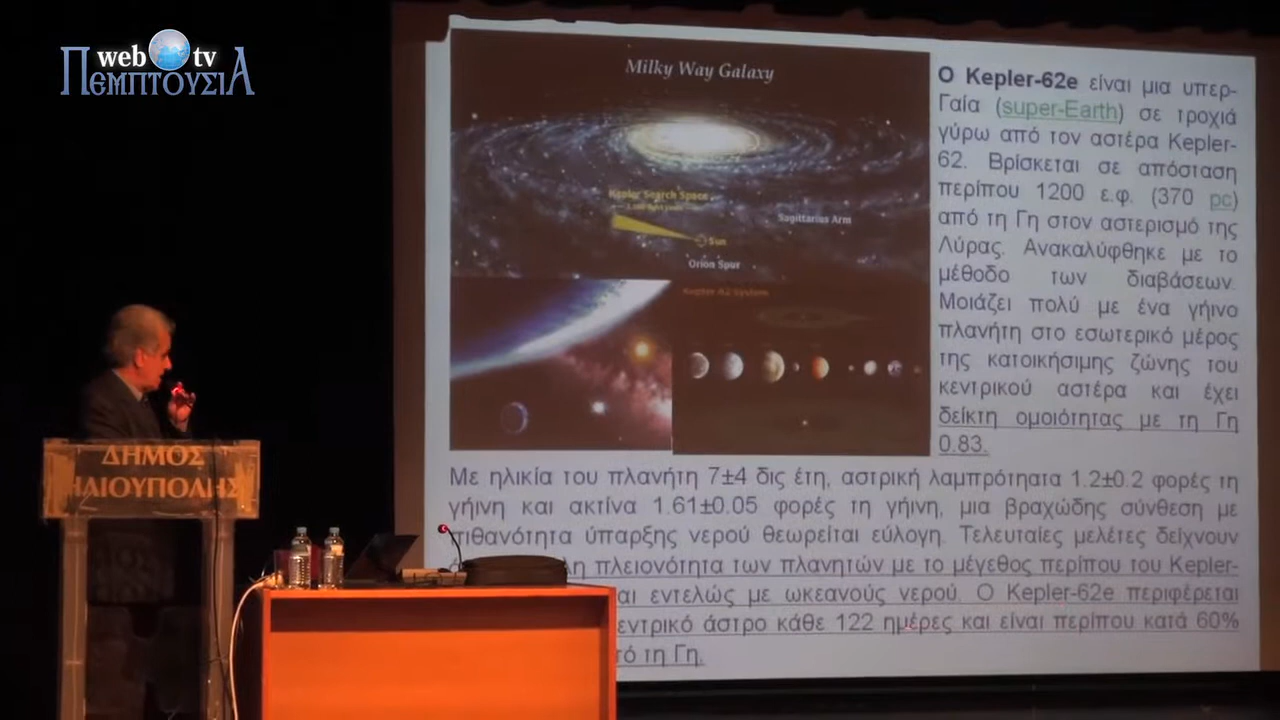 web tv
ΠΕΜΠΤΟΥΣΙΑ
Milky Way Galaxy
Kepler Search Space
Sagittarius Arm
Sun
Orion Spur
Kepler-62 System
Ο Kepler-62e είναι μια υπερ-
Γαία (super-Earth) σε τροχιά
γύρω από τον αστέρα Kepler-
62. Βρίσκεται σε απόσταση
περίπου 1200 ε.φ. (370 pc)
από τη Γη στον αστερισμό της
Λύρας. Ανακαλύφθηκε με το
μέθοδο των διαβάσεων.
Μοιάζει πολύ με ένα γήινο
πλανήτη στο εσωτερικό μέρος
της κατοικήσιμης ζώνης του
κεντρικού αστέρα και έχει
δείκτη ομοιότητας με τη Γη
0.83.
Με ηλικία του πλανήτη 7±4 δις έτη, αστρική λαμπρότητα 1.2±0.2 φορές τη
γήινη και ακτίνα 1.61±0.05 φορές τη γήινη, μια βραχώδης σύνθεση με
πιθανότητα ύπαρξης νερού θεωρείται εύλογη. Τελευταίες μελέτες δείχνουν
λη πλειονότητα των πλανητών με το μέγεθος περίπου του Kepler-
αι εντελώς με ωκεανούς νερού. Ο Kepler-62e περιφέρεται
εντρικό άστρο κάθε 122 ημέρες και είναι περίπου κατά 60%
τό τη Γη.
ΔΗΜΟΣ
ΗΛΙΟΥΠΟΛΗΣ